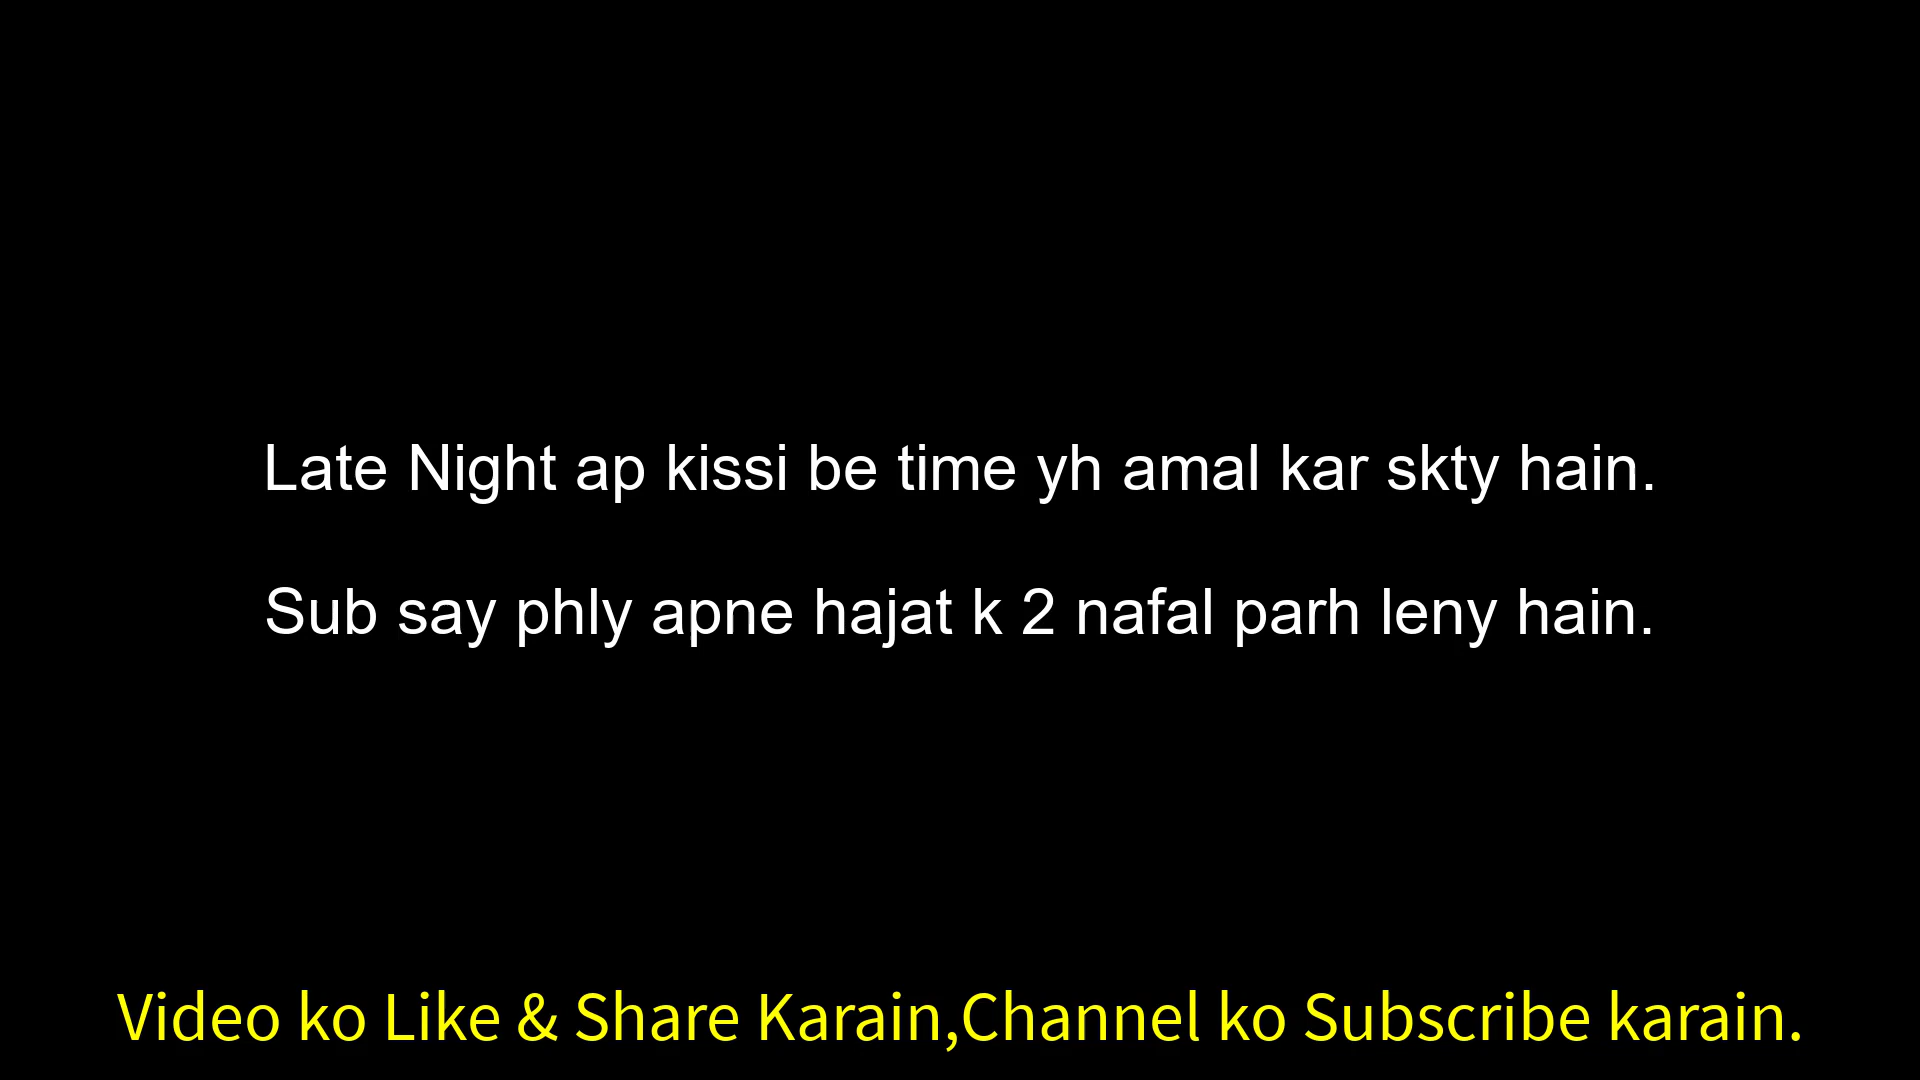 Late Night ap kissi be time yh amal kar skty hain.
Sub say phly apne hajat k 2 nafal parh leny hain.
Video ko Like & Share Karain,Channel ko Subscribe karain.